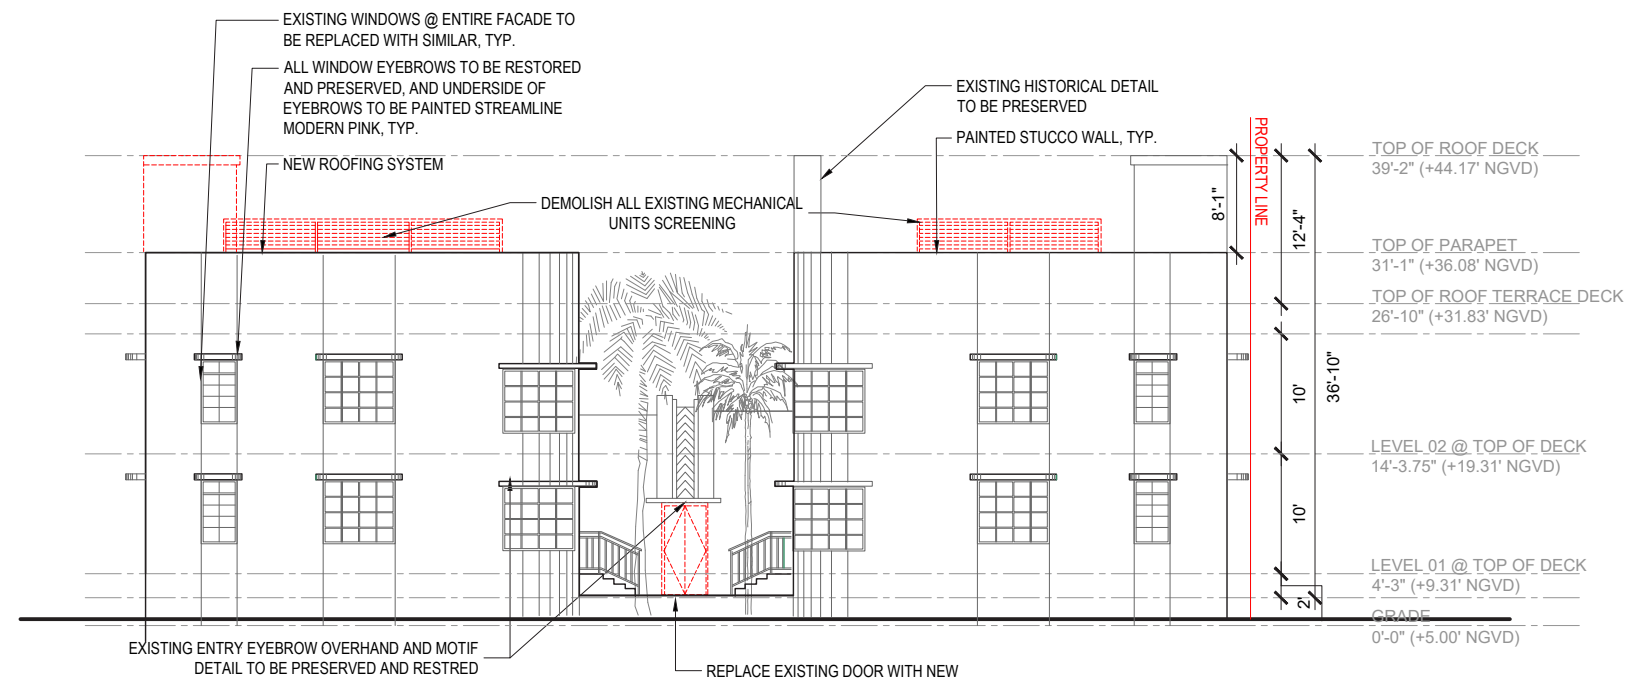 EXISTING WINDOWS @ ENTIRE FACADE TO
BE REPLACED WITH SIMILAR, TYP.
ALL WINDOW EYEBROWS TO BE RESTORED
AND PRESERVED, AND UNDERSIDE OF
EYEBROWS TO BE PAINTED STREAMLINE
MODERN PINK, TYP.
NEW ROOFING SYSTEM
DEMOLISH ALL EXISTING MECHANICAL
UNITS SCREENING
EXISTING HISTORICAL DETAIL
TO BE PRESERVED
PAINTED STUCCO WALL, TYP.
PROPERTY LINE
8'-1"
12'-4"
36'-10"
10'
10'
2'
TOP OF ROOF DECK
39'-2" (+44.17' NGVD)
TOP OF PARAPET
31'-1" (+36.08' NGVD)
TOP OF ROOF TERRACE DECK
26'-10" (+31.83' NGVD)
LEVEL 02 @ TOP OF DECK
14'-3.75" (+19.31' NGVD)
LEVEL 01 @ TOP OF DECK
4'-3" (+9.31' NGVD)
GRADE
0'-0" (+5.00' NGVD)
EXISTING ENTRY EYEBROW OVERHAND AND MOTIF
DETAIL TO BE PRESERVED AND RESTRED
REPLACE EXISTING DOOR WITH NEW